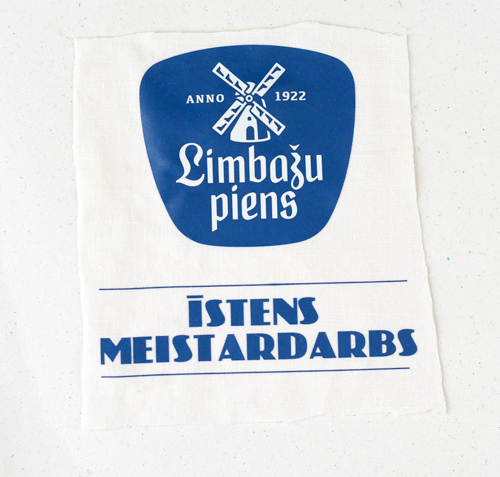 ANNO 1922
Limbažu
piens
ĪSTENS
MEISTARDARBS